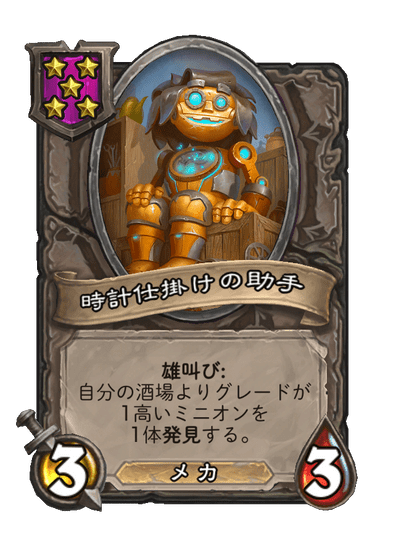 時計仕掛けの助手
雄叫び:
自分の酒場よりグレードが
1高いミニオンを
1体発見する。
メカ
3
3